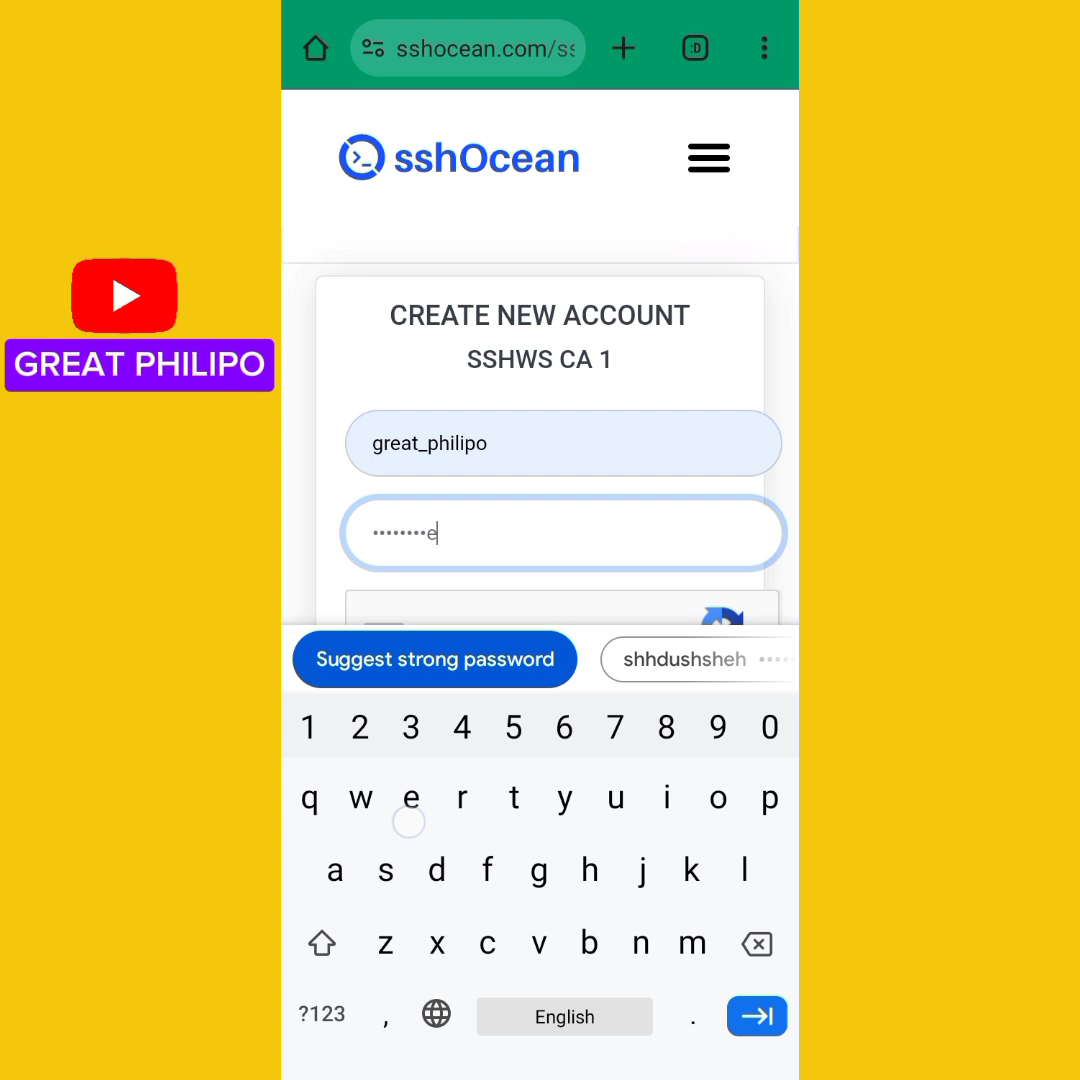 sshocean.com/ss
:D
sshOcean
GREAT PHILIPO
CREATE NEW ACCOUNT
SSHWS CA 1
great_philipo
••••••••e
Suggest strong password
shhdushsheh •••••
1 2 3 4 5 6 7 8 9 0
q w e r t y u i o p
a s d f g h j k l
z x c v b n m
?123 , English .